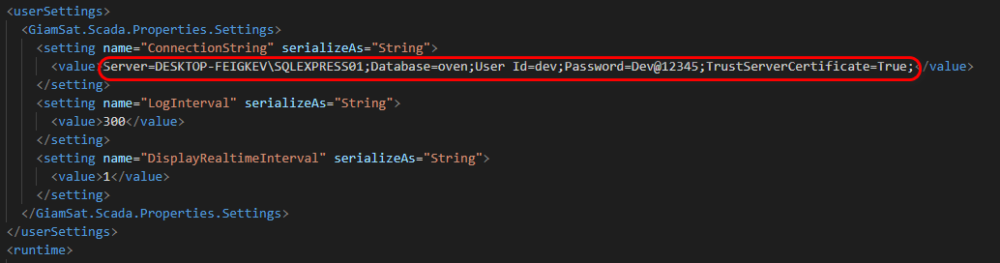 <userSettings>
<GiamSat.Scada.Properties.Settings>
<setting name="ConnectionString" serializeAs="String">
<value>Server=DESKTOP-FEIGKEV\SQLEXPRESS01;Database=oven;User Id=dev;Password=Dev@12345;TrustServerCertificate=True;</value>
</setting>
<setting name="LogInterval" serializeAs="String">
<value>300</value>
</setting>
<setting name="DisplayRealtimeInterval" serializeAs="String">
<value>1</value>
</setting>
</GiamSat.Scada.Properties.Settings>
</userSettings>
<runtime>